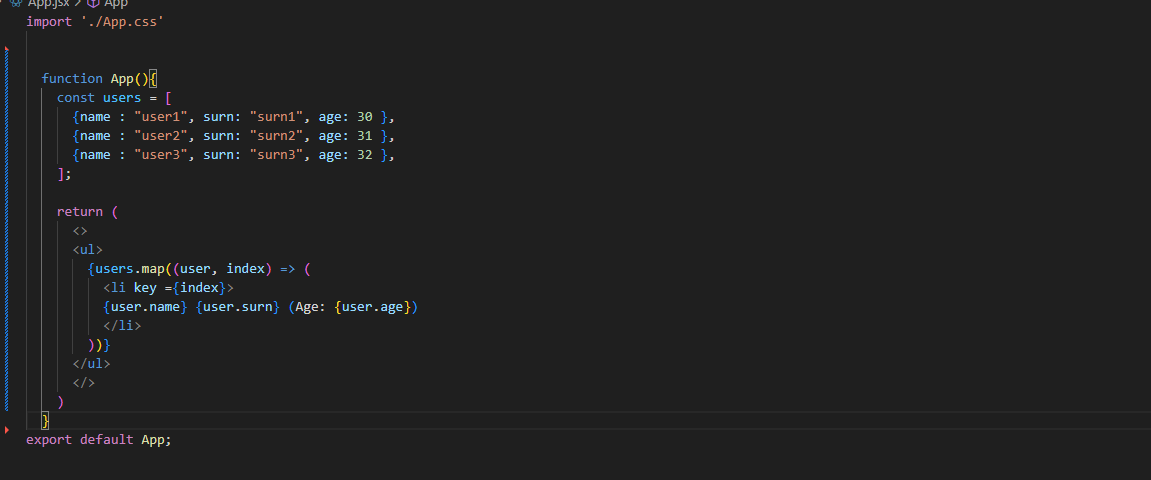 App.jsx > App
import './App.css'
function App(){
const users = [
{name : "user1", surn: "surn1", age: 30 },
{name : "user2", surn: "surn2", age: 31 },
{name : "user3", surn: "surn3", age: 32 },
];
return (
<>
<ul>
{users.map((user, index) => (
<li key ={index}>
{user.name} {user.surn} (Age: {user.age})
</li>
))}
</ul>
</>
)
}
export default App;